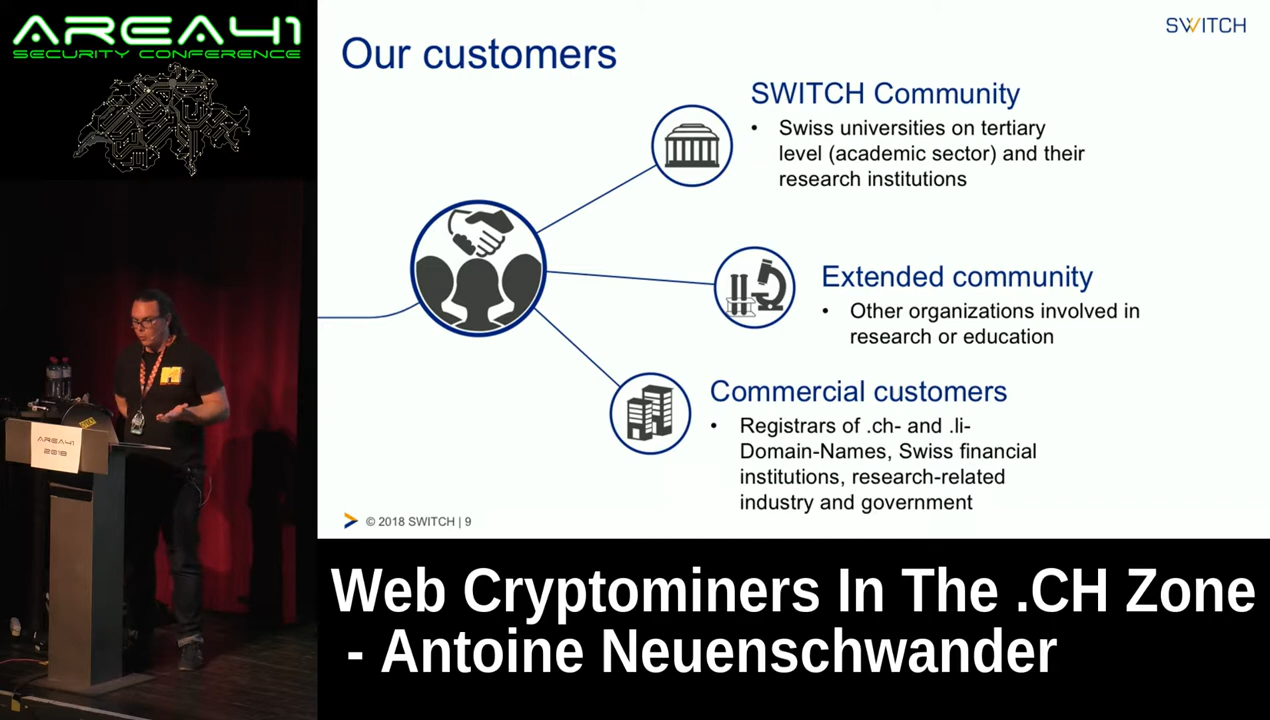 AREA41
SECURITY CONFERENCE
SWITCH
Our customers
SWITCH Community
• Swiss universities on tertiary
level (academic sector) and their
research institutions
Extended community
• Other organizations involved in
research or education
Commercial customers
• Registrars of .ch- and .li-
Domain-Names, Swiss financial
institutions, research-related
industry and government
© 2018 SWITCH | 9
AREA41
2018
Web Cryptominers In The .CH Zone
- Antoine Neuenschwander